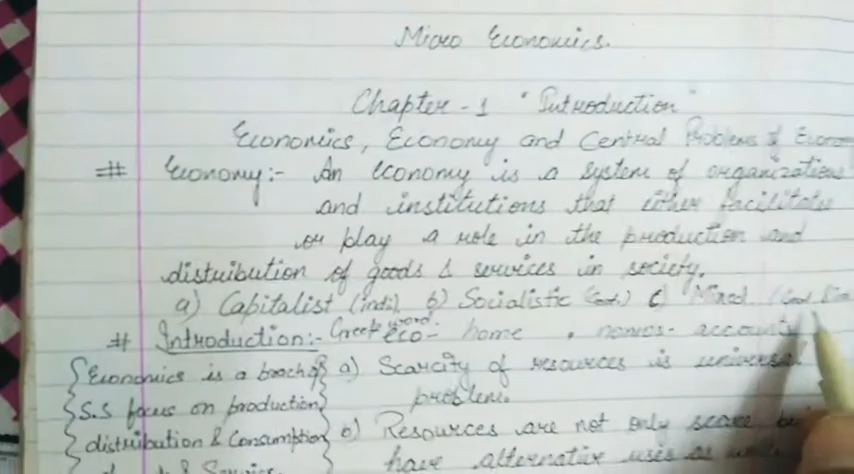 Micro Economics.
Chapter - 1 "Introduction"
Economics, Economy and Central Problems of Econom
# Economy:- An economy is a system of organizations
and institutions that either facilitate
or play a role in the production and
distribution of goods & services in society.
a) Capitalist (indi). b) Socialistic c) Mixed
# Introduction:- Greek word eco- home , nomos- accounts
{Economics is a branch of} a) Scarcity of resources is universal
S.S focus on production problem.
distribution & Consumption b) Resources are not only scare
have alternative uses as